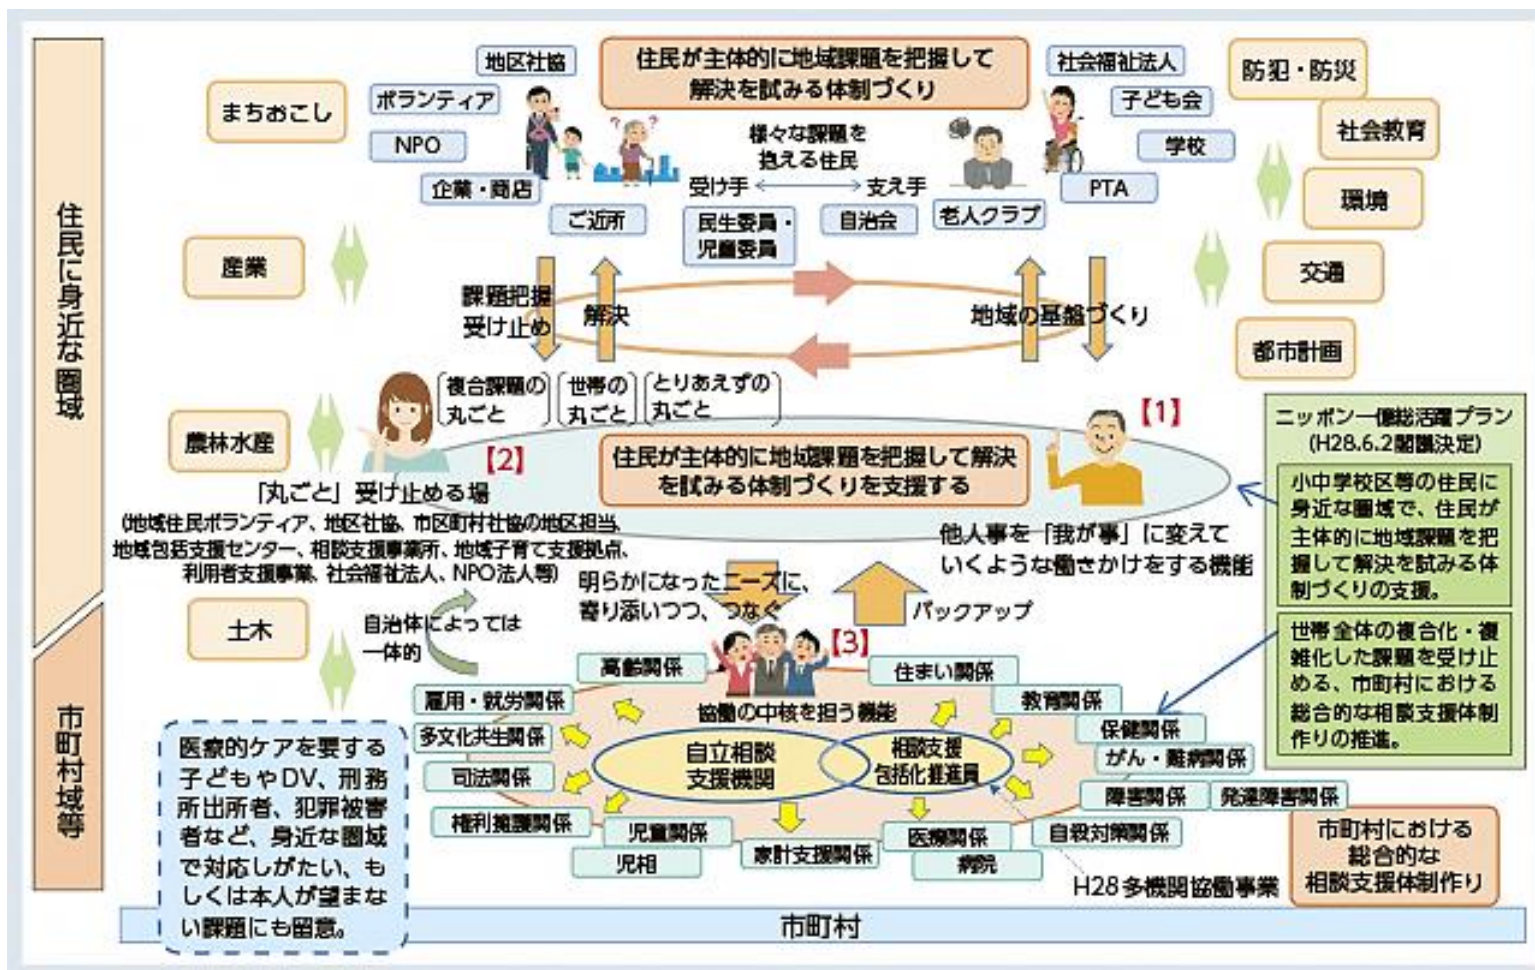 住民に身近な圏域
市町村域等
まちおこし
産業
農林水産
土木
地区社協
ボランティア
NPO
企業・商店
ご近所
住民が主体的に地域課題を把握して
解決を試みる体制づくり
様々な課題を
抱える住民
受け手
支え手
民生委員・
児童委員
自治会
老人クラブ
社会福祉法人
子ども会
学校
PTA
防犯・防災
社会教育
環境
交通
都市計画
課題把握
受け止め
解決
地域の基盤づくり
複合課題の
丸ごと
世帯の
丸ごと
とりあえずの
丸ごと
【1】
【2】
住民が主体的に地域課題を把握して解決
を試みる体制づくりを支援する
「丸ごと」受け止める場
(地域住民ボランティア、地区社協、市区町村社協の地区担当、
地域包括支援センター、相談支援事業所、地域子育て支援拠点、
利用者支援事業、社会福祉法人、NPO法人等)
他人事を「我が事」に変えて
いくような働きかけをする機能
ニッポン一億総活躍プラン
(H28.6.2閣議決定)
小中学校区等の住民に
身近な圏域で、住民が
主体的に地域課題を把
握して解決を試みる体
制づくりの支援。
世帯全体の複合化・複
雑化した課題を受け止
める、市町村における
総合的な相談支援体制
作りの推進。
明らかになったニーズに、
寄り添いつつ、つなぐ
バックアップ
自治体によっては
一体的
【3】
協働の中核を担う機能
自立相談
支援機関
相談支援
包括化推進員
高齢関係
住まい関係
雇用・就労関係
教育関係
多文化共生関係
保健関係
がん・難病関係
司法関係
障害関係
発達障害関係
権利擁護関係
児童関係
児相
家計支援関係
医療関係
病院
自殺対策関係
H28多機関協働事業
市町村における
総合的な
相談支援体制作り
医療的ケアを要する
子どもやDV、刑務
所出所者、犯罪被害
者など、身近な圏域
で対応しがたい、も
しくは本人が望まな
い課題にも留意。
市町村